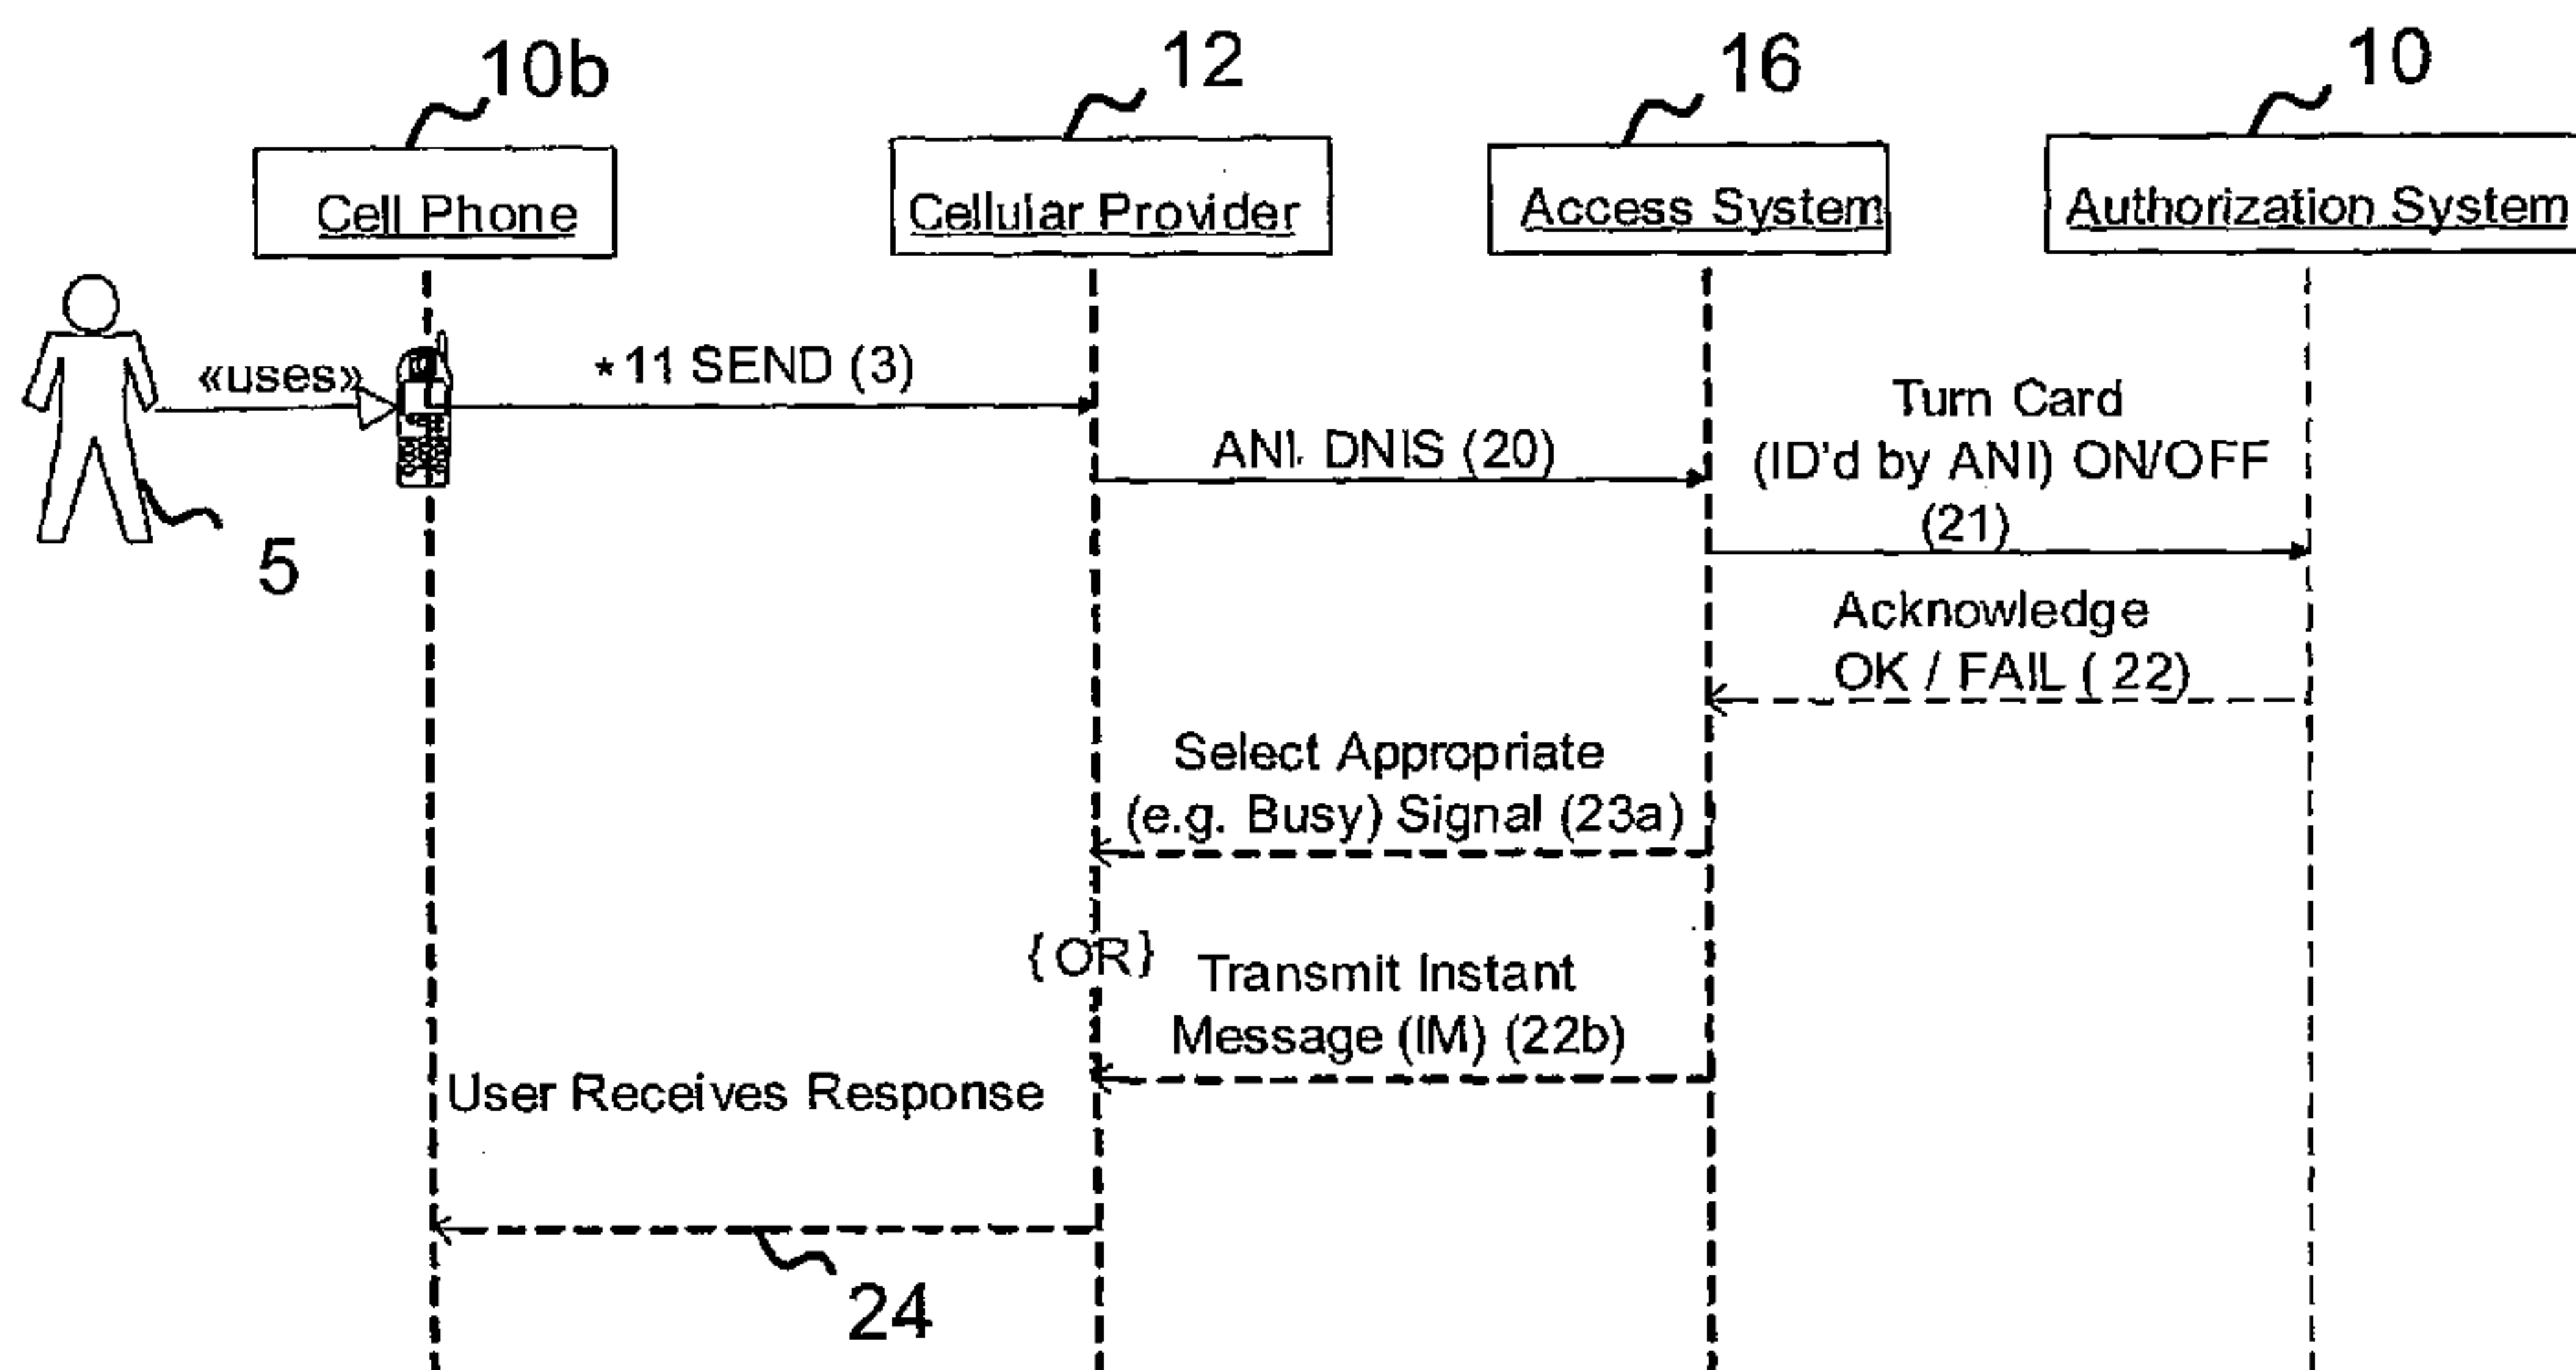 10b
12
16
10
Cell Phone
Cellular Provider
Access System
Authorization System
«uses»
*11 SEND (3)
ANI, DNIS (20)
Turn Card
(ID'd by ANI) ON/OFF
(21)
5
Acknowledge
OK / FAIL ( 22)
Select Appropriate
(e.g. Busy) Signal (23a)
{ OR}
Transmit Instant
Message (IM) (22b)
User Receives Response
24